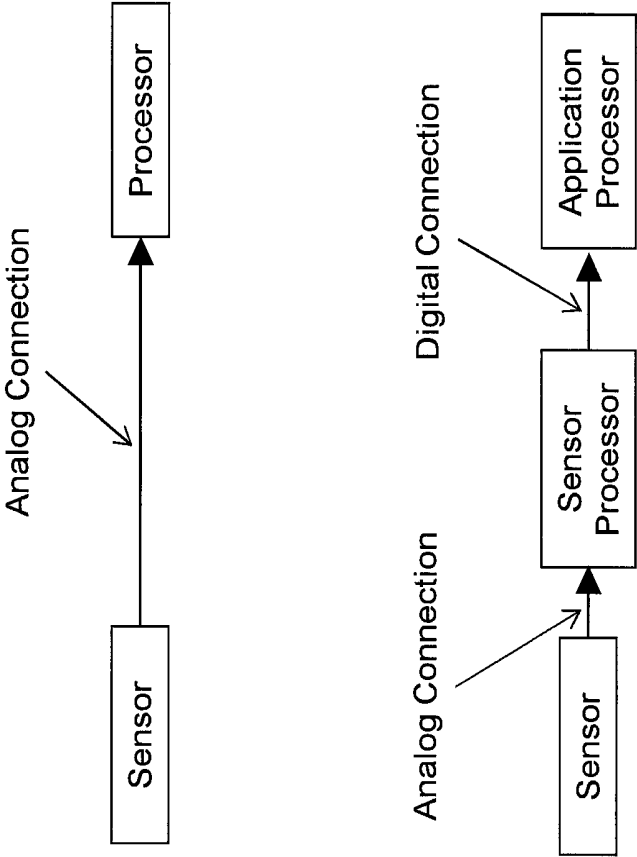 Analog Connection
Sensor
Processor
Analog Connection
Digital Connection
Sensor
Sensor
Processor
Application
Processor